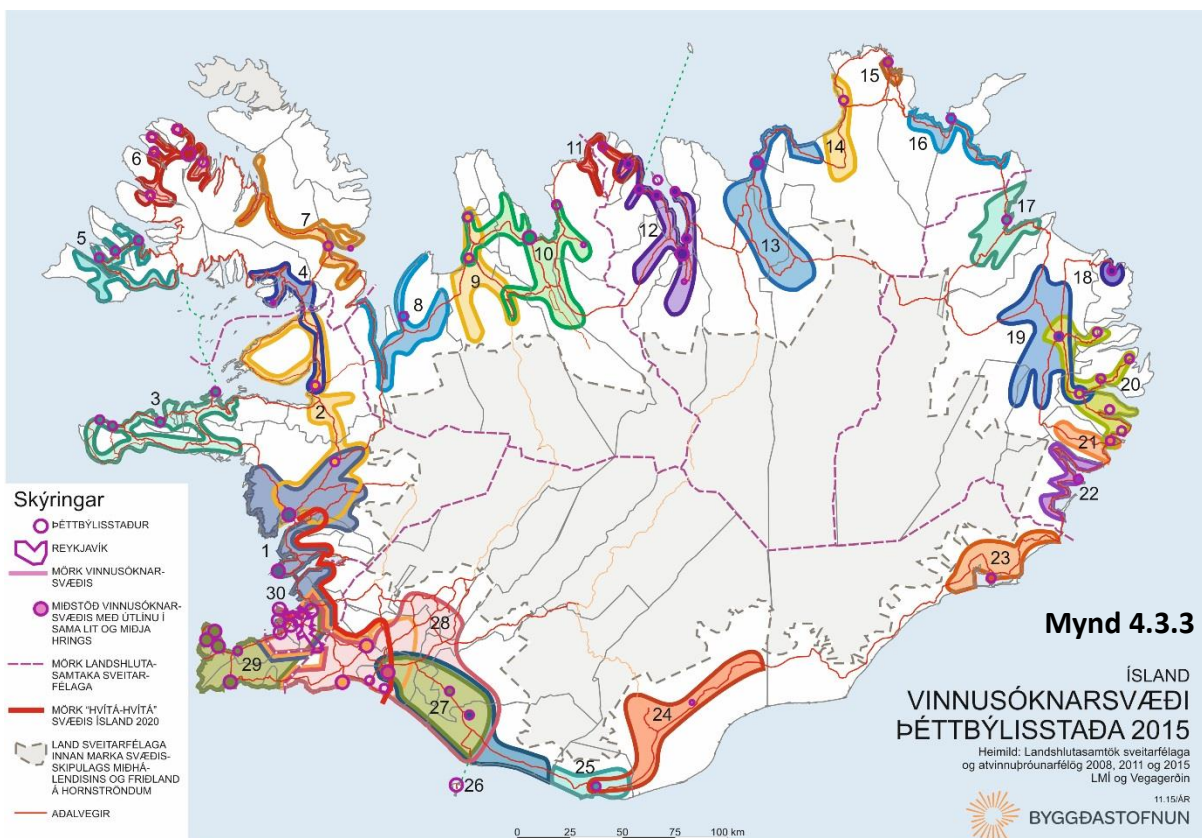 6
11
15
14
16
7
12
17
5
10
13
4
9
8
18
19
3
20
2
21
22
23
1
30
28
29
27
24
25
26
Skýringar
ÞÉTTBÝLISSTAÐUR
REYKJAVÍK
MÖRK VINNUSÓKNAR-
SVÆÐIS
MIÐSTÖÐ VINNUSÓKNAR-
SVÆÐIS MEÐ ÚTLÍNU Í
SAMA LIT OG MIÐJA
HRINGS
MÖRK LANDSHLUTA-
SAMTAKA SVEITAR-
FÉLAGA
MÖRK "HVÍTÁ-HVÍTÁ"
SVÆÐIS ÍSLAND 2020
LAND SVEITARFÉLAGA
INNAN MARKA SVÆÐIS-
SKIPULAGS MIÐHÁ-
LENDISINS OG FRIÐLAND
Á HORNSTRÖNDUM
AÐALVEGIR
Mynd 4.3.3
ÍSLAND
VINNUSÓKNARSVÆÐI
ÞÉTTBÝLISSTAÐA 2015
Heimild: Landshlutasamtök sveitarfélaga
og atvinnuþróunarfélög 2008, 2011 og 2015
LMÍ og Vegagerðin
11.15/ÁR
BYGGÐASTOFNUN
0 25 50 75 100 km